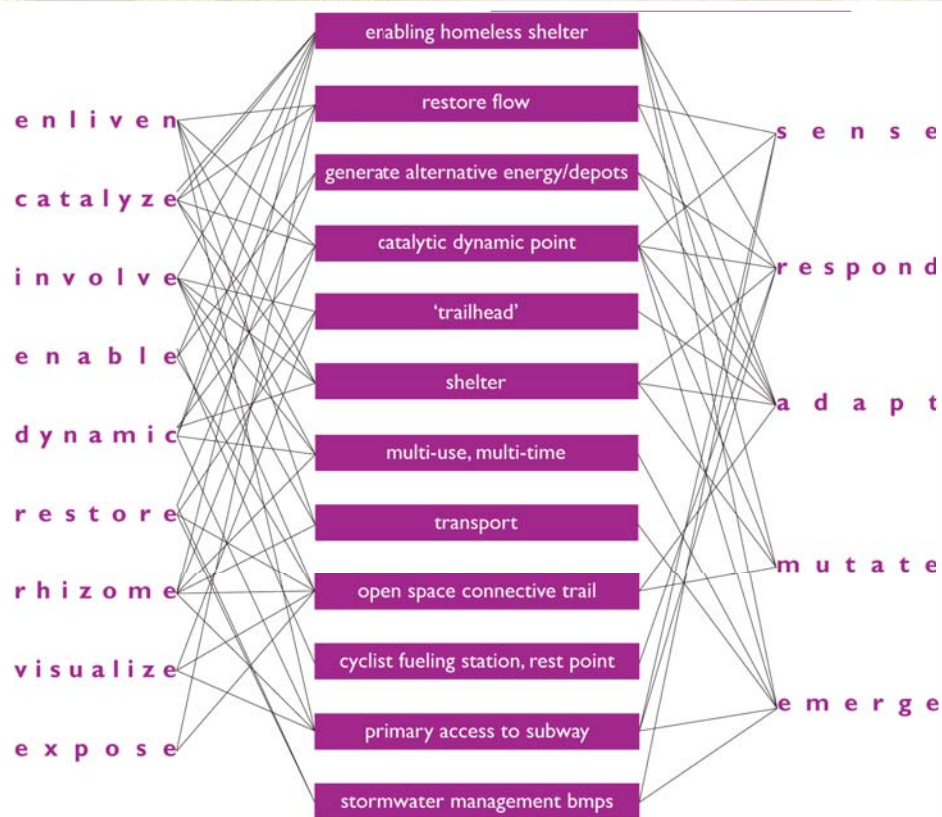 enliven
catalyze
involve
enable
dynamic
restore
rhizome
visualize
expose
enabling homeless shelter
restore flow
generate alternative energy/depots
catalytic dynamic point
‘trailhead’
shelter
multi-use, multi-time
transport
open space connective trail
cyclist fueling station, rest point
primary access to subway
stormwater management bmps
sense
respond
adapt
mutate
emerge